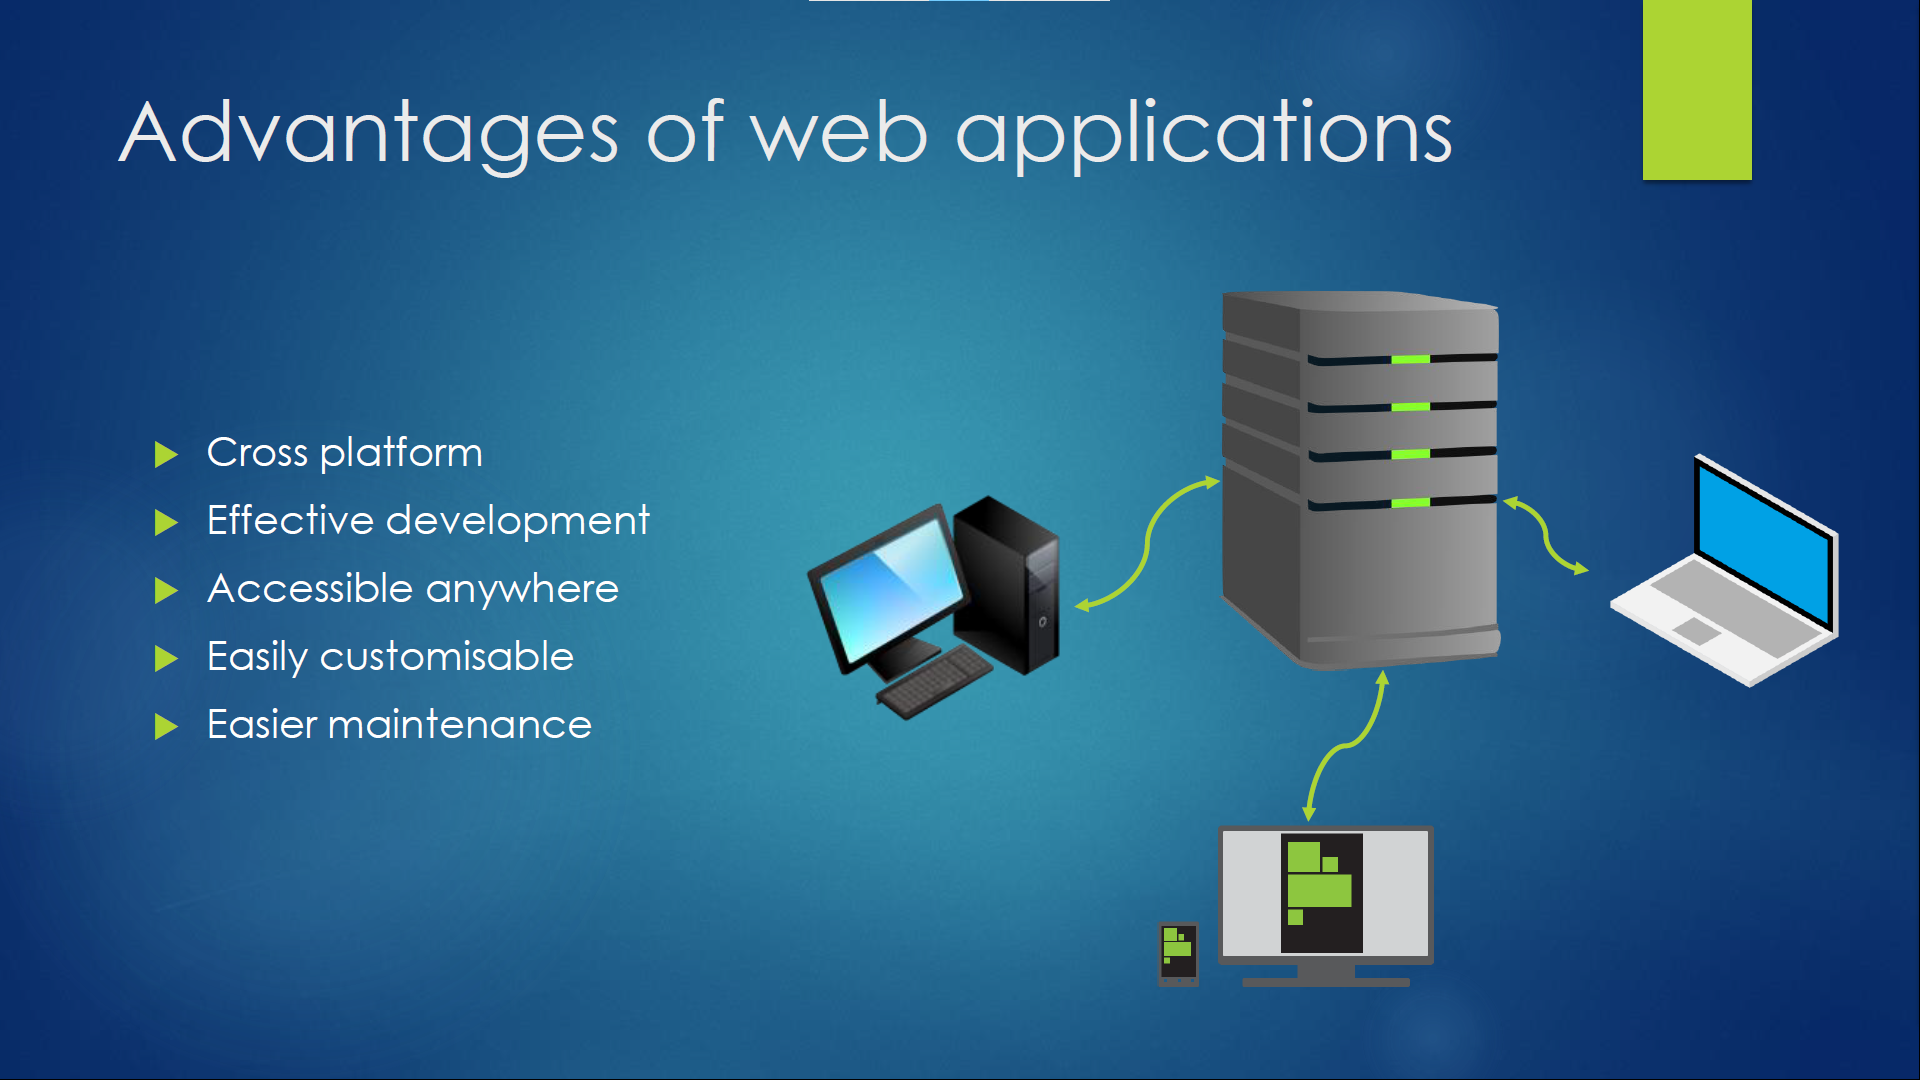 Advantages of web applications
Cross platform
Effective development
Accessible anywhere
Easily customisable
Easier maintenance